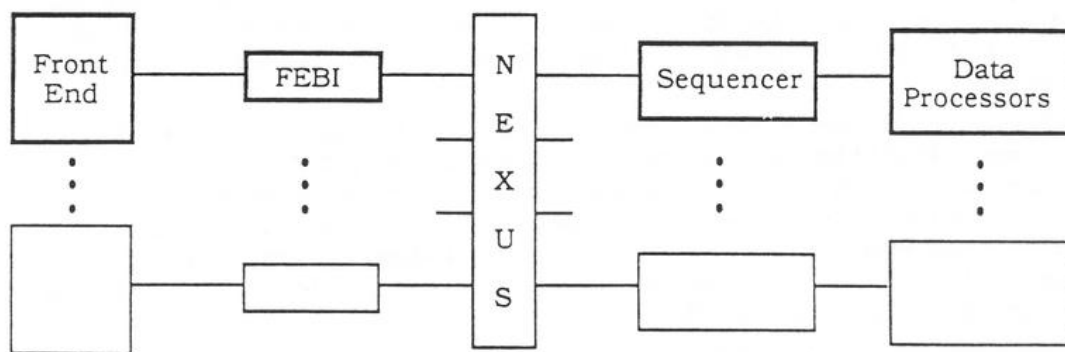 Front
End
FEBI
N
E
X
U
S
Sequencer
Data
Processors